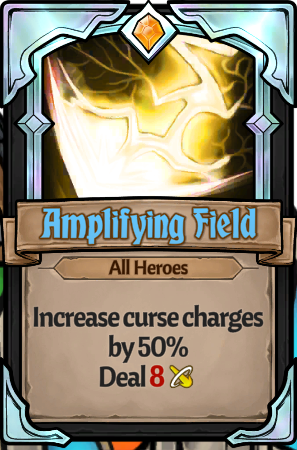 Amplifying Field
All Heroes
Increase curse charges
by 50%
Deal 8